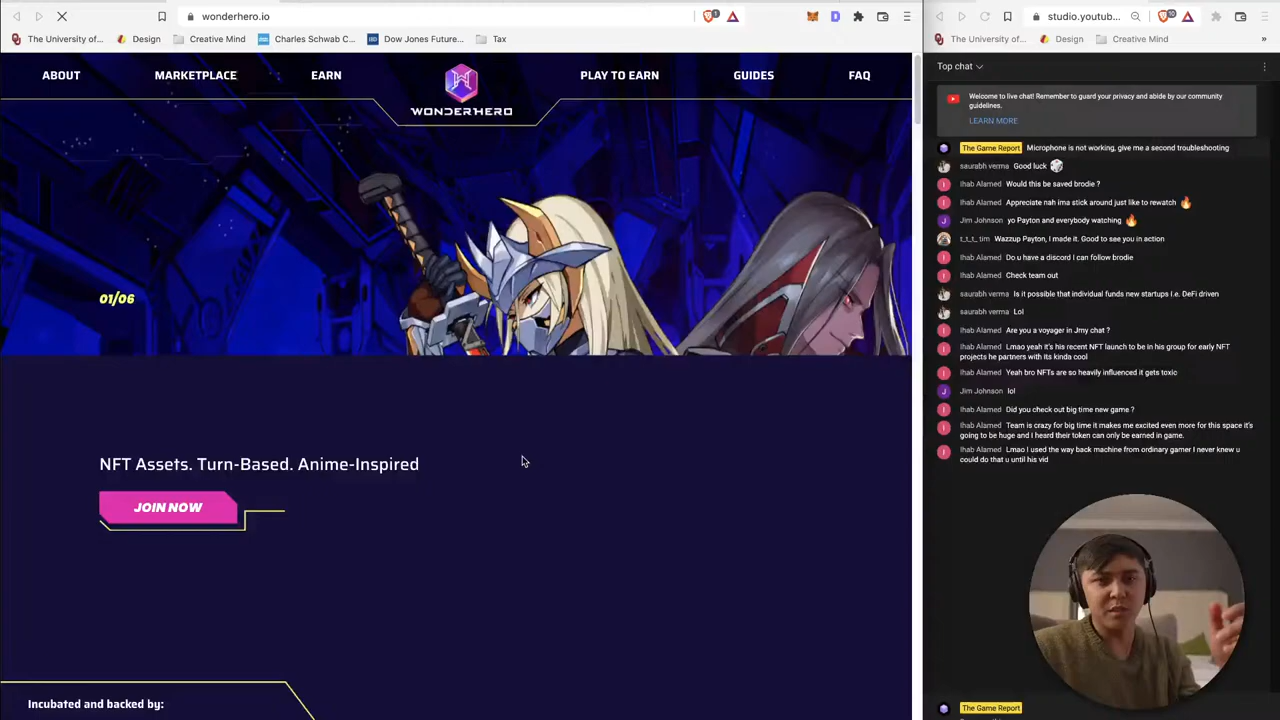 wonderhero.io
1
studio.youtub...
10
The University of...
Design
Creative Mind
Charles Schwab C...
Dow Jones Future...
Tax
The University of...
Design
Creative Mind
»
ABOUT
MARKETPLACE
EARN
WONDERHERO
PLAY TO EARN
GUIDES
FAQ
01/06
NFT Assets. Turn-Based. Anime-Inspired
JOIN NOW
Incubated and backed by:
Top chat
Welcome to live chat! Remember to guard your privacy and abide by our community
guidelines.
LEARN MORE
The Game Report Microphone is not working, give me a second troubleshooting
saurabh verma Good luck
I Ihab Alamed Would this be saved brodie ?
I Ihab Alamed Appreciate nah ima stick around just like to rewatch
J Jim Johnson yo Payton and everybody watching
t_t_t_ tim Wazzup Payton, I made it. Good to see you in action
I Ihab Alamed Do u have a discord I can follow brodie
I Ihab Alamed Check team out
saurabh verma Is it possible that individual funds new startups I.e. DeFi driven
saurabh verma Lol
I Ihab Alamed Are you a voyager in Jrny chat ?
I Ihab Alamed Lmao yeah it's his recent NFT launch to be in his group for early NFT
projects he partners with its kinda cool
I Ihab Alamed Yeah bro NFTs are so heavily influenced it gets toxic
J Jim Johnson lol
I Ihab Alamed Did you check out big time new game ?
I Ihab Alamed Team is crazy for big time it makes me excited even more for this space it's
going to be huge and I heard their token can only be earned in game.
I Ihab Alamed Lmao I used the way back machine from ordinary gamer I never knew u
could do that u until his vid
The Game Report